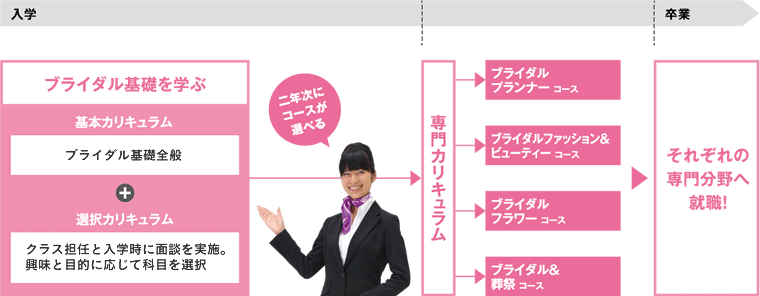 入学
卒業
ブライダル基礎を学ぶ
基本カリキュラム
ブライダル基礎全般
+
選択カリキュラム
クラス担任と入学時に面談を実施。
興味と目的に応じて科目を選択
二年次に
コースが
選べる
専門カリキュラム
ブライダル
プランナー コース
ブライダルファッション&
ビューティー コース
ブライダル
フラワー コース
ブライダル&
葬祭 コース
それぞれの
専門分野へ
就職!